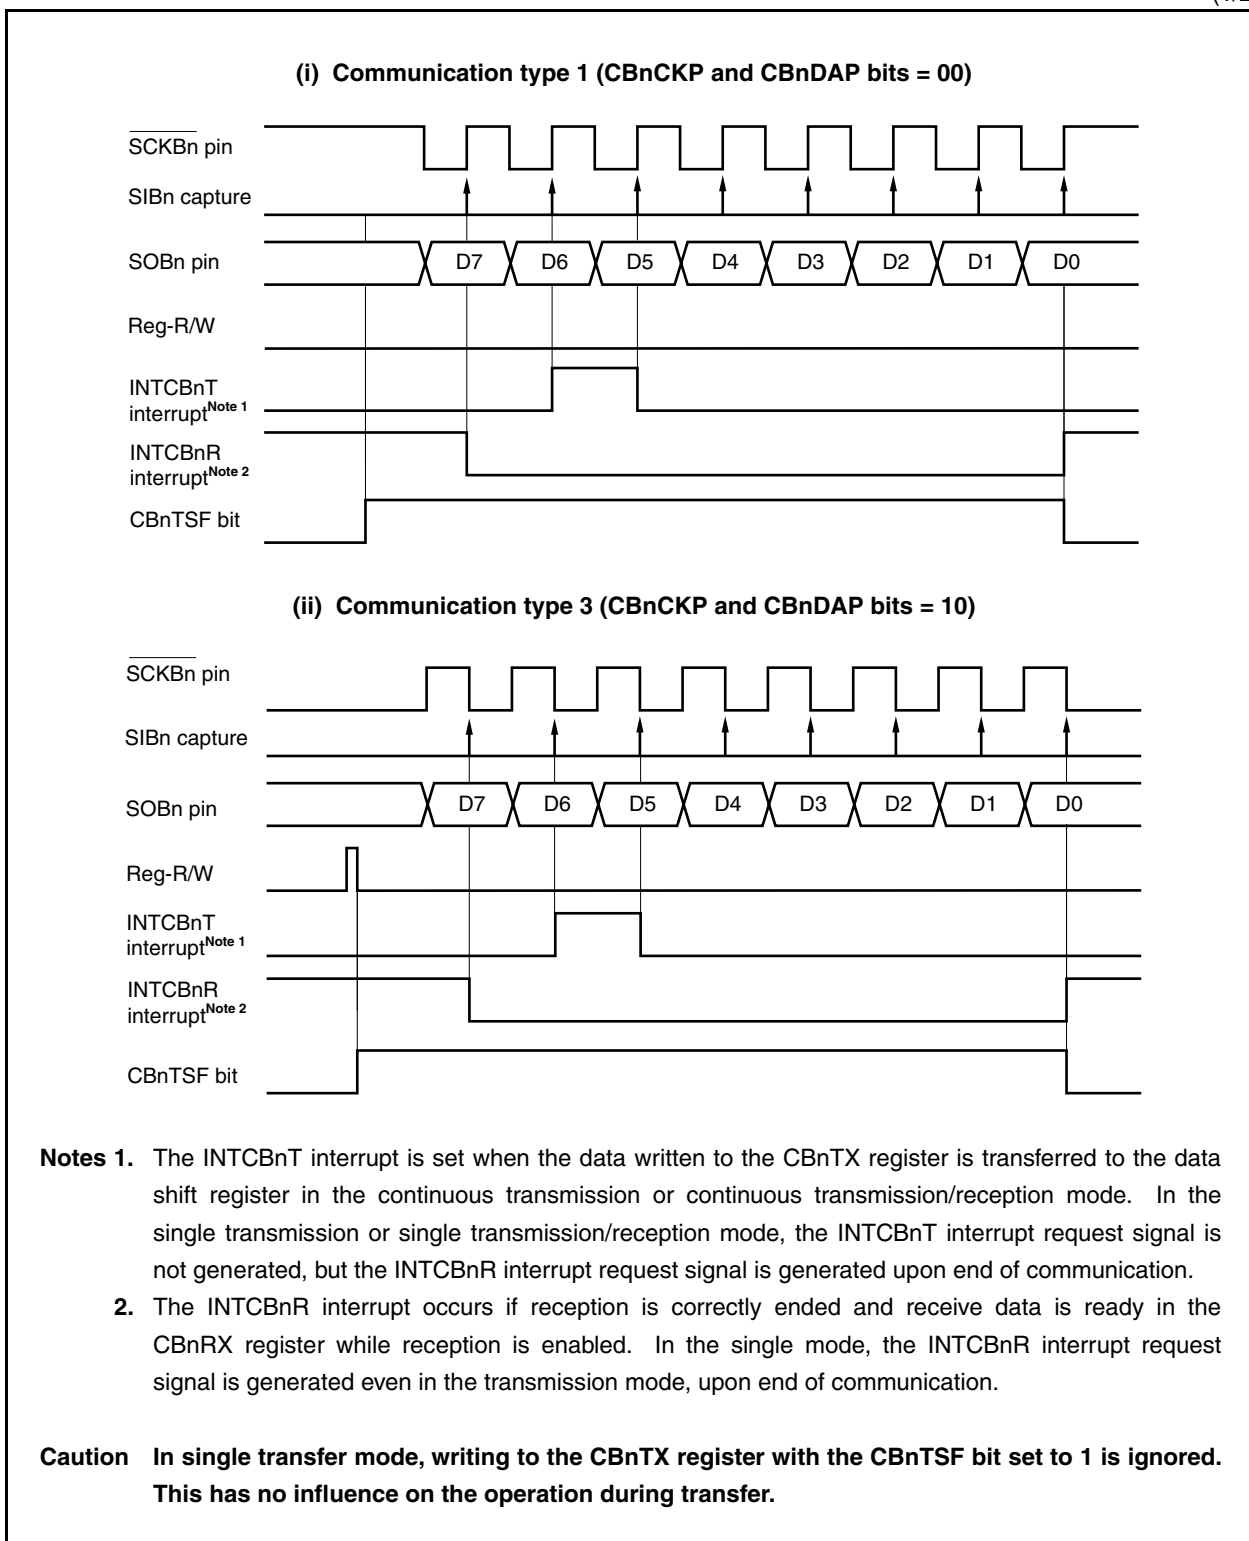 (i) Communication type 1 (CBnCKP and CBnDAP bits = 00)
SCKBn pin
SIBn capture
SOBn pin D7 D6 D5 D4 D3 D2 D1 D0
Reg-R/W
INTCBnT
interrupt Note 1
INTCBnR
interrupt Note 2
CBnTSF bit
(ii) Communication type 3 (CBnCKP and CBnDAP bits = 10)
SCKBn pin
SIBn capture
SOBn pin D7 D6 D5 D4 D3 D2 D1 D0
Reg-R/W
INTCBnT
interrupt Note 1
INTCBnR
interrupt Note 2
CBnTSF bit
Notes 1. The INTCBnT interrupt is set when the data written to the CBnTX register is transferred to the data
shift register in the continuous transmission or continuous transmission/reception mode. In the
single transmission or single transmission/reception mode, the INTCBnT interrupt request signal is
not generated, but the INTCBnR interrupt request signal is generated upon end of communication.
2. The INTCBnR interrupt occurs if reception is correctly ended and receive data is ready in the
CBnRX register while reception is enabled. In the single mode, the INTCBnR interrupt request
signal is generated even in the transmission mode, upon end of communication.
Caution In single transfer mode, writing to the CBnTX register with the CBnTSF bit set to 1 is ignored.
This has no influence on the operation during transfer.